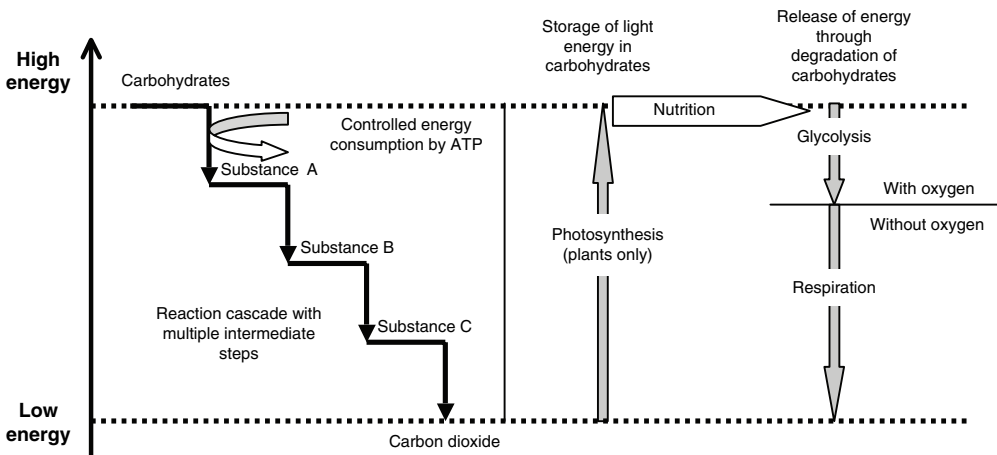 High
energy
Low
energy
Carbohydrates
Controlled energy
consumption by ATP
Substance A
Substance B
Substance C
Reaction cascade with
multiple intermediate
steps
Carbon dioxide
Storage of light
energy in
carbohydrates
Photosynthesis
(plants only)
Nutrition
Release of energy
through
degradation of
carbohydrates
Glycolysis
With oxygen
Without oxygen
Respiration